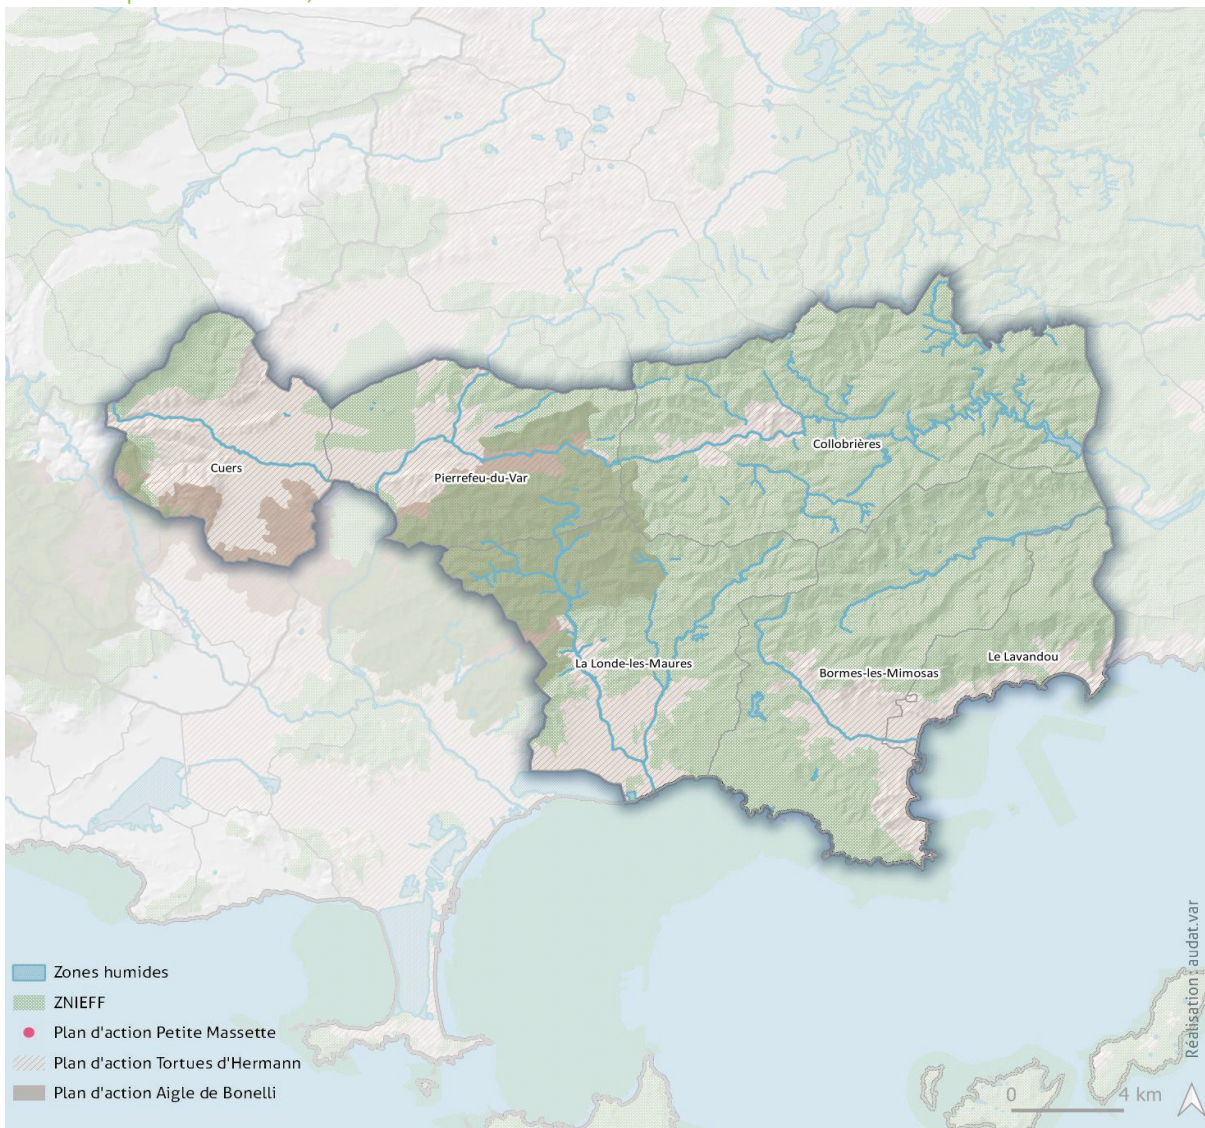 Cuers
Pierrefeu-du-Var
Collobrières
La Londe-les-Maures
Bormes-les-Mimosas
Le Lavandou
Zones humides
ZNIEFF
Plan d'action Petite Massette
Plan d'action Tortues d'Hermann
Plan d'action Aigle de Bonelli
0 4 km
Réalisation : audat.var